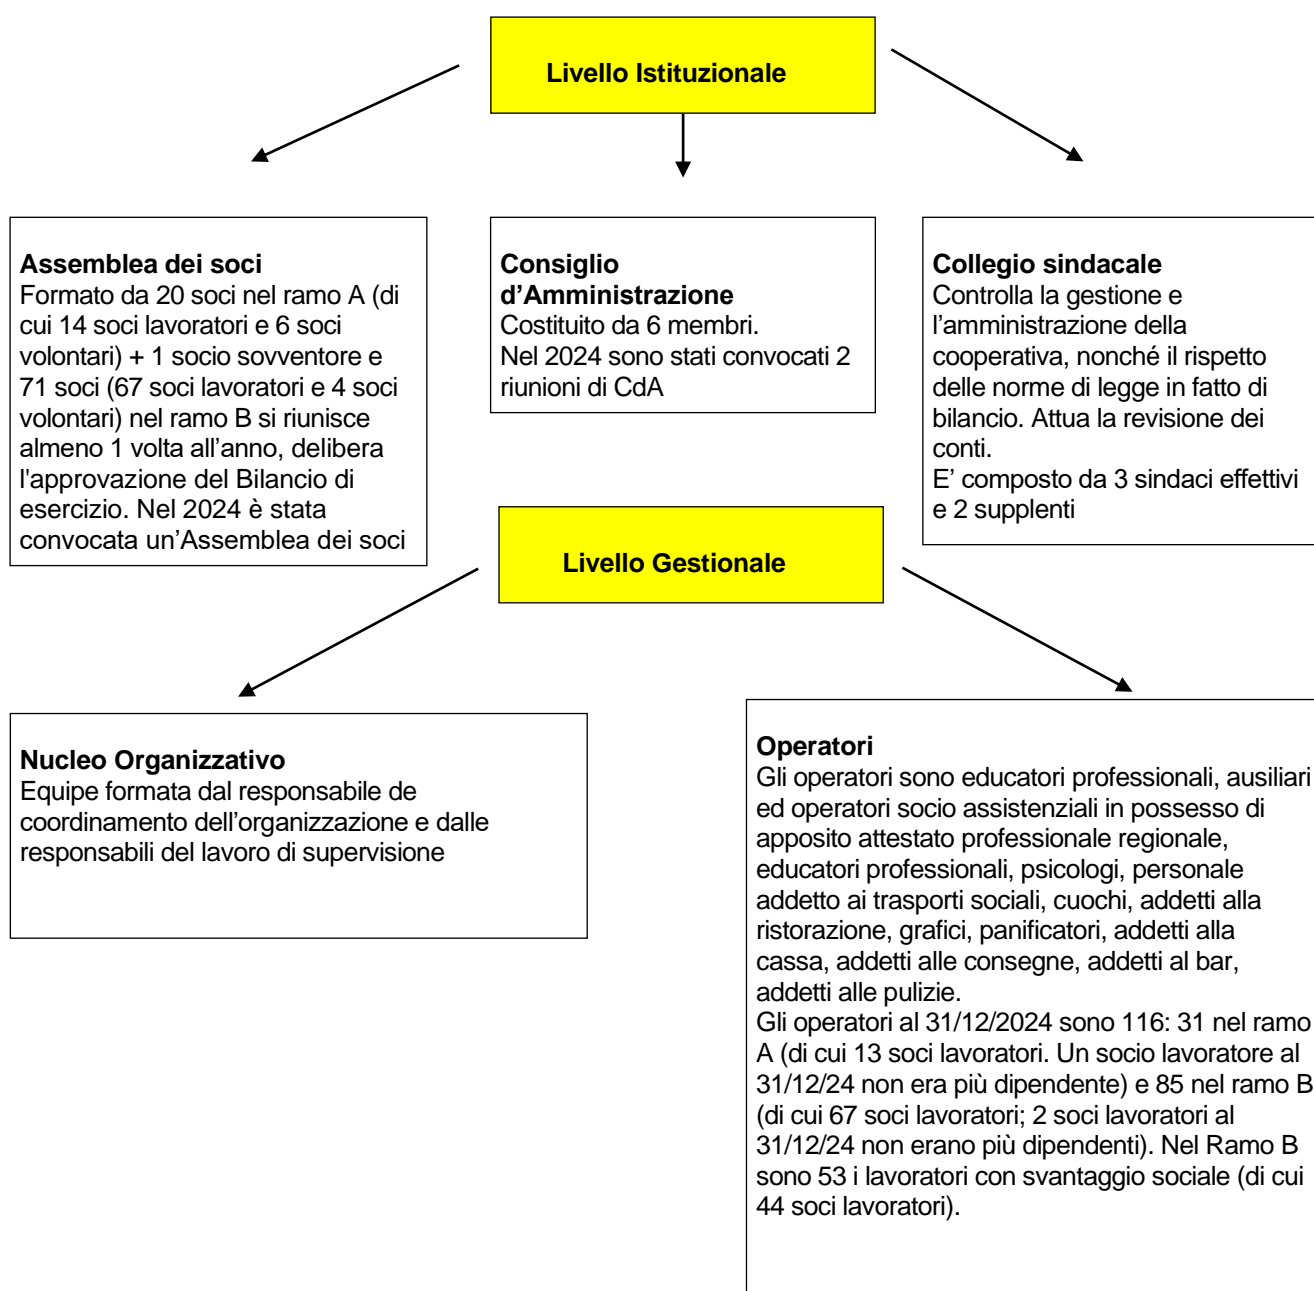 Livello Istituzionale
Assemblea dei soci
Formato da 20 soci nel ramo A (di
cui 14 soci lavoratori e 6 soci
volontari) + 1 socio sovventore e
71 soci (67 soci lavoratori e 4 soci
volontari) nel ramo B si riunisce
almeno 1 volta all’anno, delibera
l'approvazione del Bilancio di
esercizio. Nel 2024 è stata
convocata un’Assemblea dei soci
Consiglio
d’Amministrazione
Costituito da 6 membri.
Nel 2024 sono stati convocati 2
riunioni di CdA
Collegio sindacale
Controlla la gestione e
l’amministrazione della
cooperativa, nonché il rispetto
delle norme di legge in fatto di
bilancio. Attua la revisione dei
conti.
E’ composto da 3 sindaci effettivi
e 2 supplenti
Livello Gestionale
Nucleo Organizzativo
Equipe formata dal responsabile de
coordinamento dell’organizzazione e dalle
responsabili del lavoro di supervisione
Operatori
Gli operatori sono educatori professionali, ausiliari
ed operatori socio assistenziali in possesso di
apposito attestato professionale regionale,
educatori professionali, psicologi, personale
addetto ai trasporti sociali, cuochi, addetti alla
ristorazione, grafici, panificatori, addetti alla
cassa, addetti alle consegne, addetti al bar,
addetti alle pulizie.
Gli operatori al 31/12/2024 sono 116: 31 nel ramo
A (di cui 13 soci lavoratori. Un socio lavoratore al
31/12/24 non era più dipendente) e 85 nel ramo B
(di cui 67 soci lavoratori; 2 soci lavoratori al
31/12/24 non erano più dipendenti). Nel Ramo B
sono 53 i lavoratori con svantaggio sociale (di cui
44 soci lavoratori).